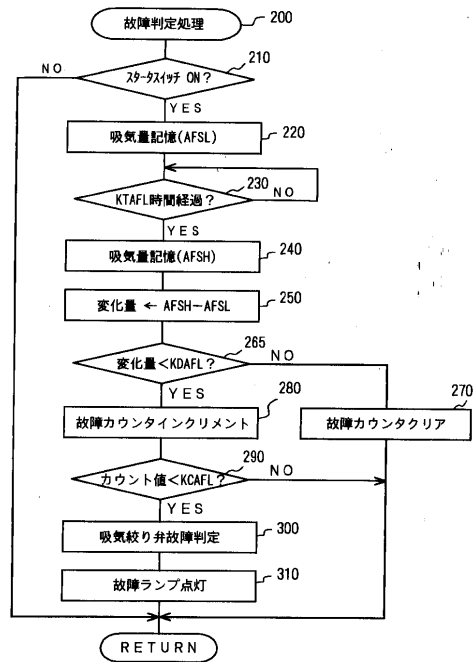 故障判定処理
200
スタータスイッチ ON?
210
NO
YES
吸気量記憶(AFSL)
220
KTAFL時間経過?
230
NO
YES
吸気量記憶(AFSH)
240
変化量 ← AFSH−AFSL
250
変化量<KDAFL?
265
NO
YES
故障カウンタインクリメント
280
故障カウンタクリア
270
カウント値<KCAFL?
290
NO
YES
吸気絞り弁故障判定
300
故障ランプ点灯
310
RETURN